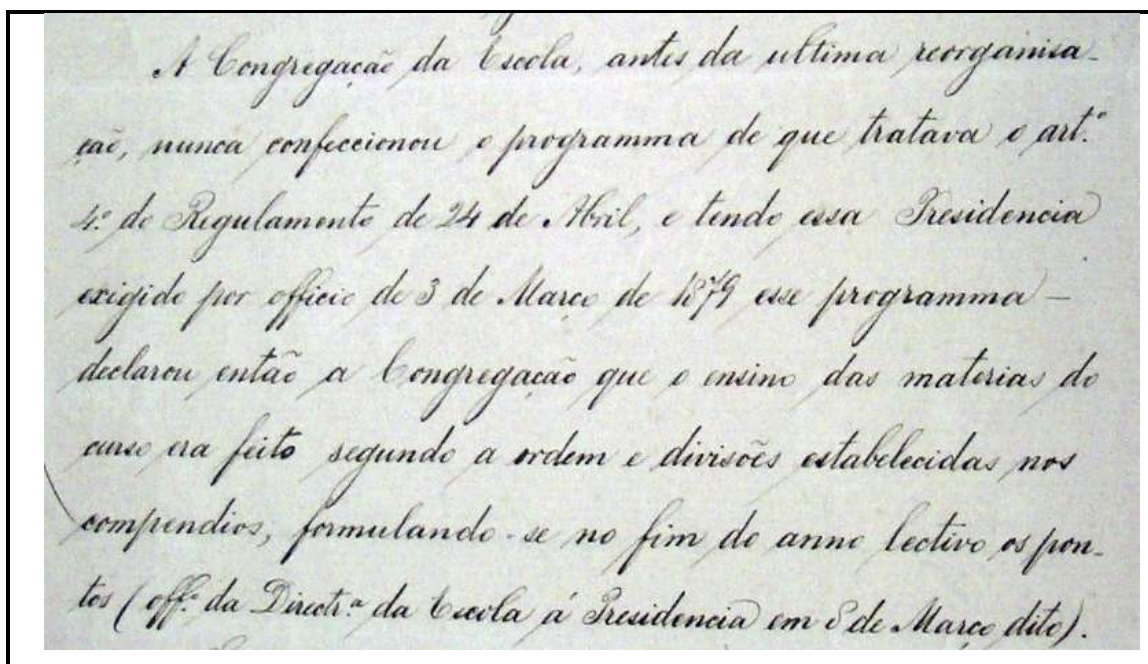 A Congregação da Escola, antes da ultima reorganisa-
ção, nunca confeccionou o programma de que tratava o art.º
4º do Regulamento de 24 de Abril, e tendo essa Presidencia
exigido por officio de 3 de Março de 1879 esse programma —
declarou então a Congregação que o ensino das materias do
curso era feito segundo a ordem e divisões estabelecidas nos
compendios, formulando-se no fim do anno lectivo os pon-
tos (off.º da Directr.ª da Escola á Presidencia em 8 de Março dito).